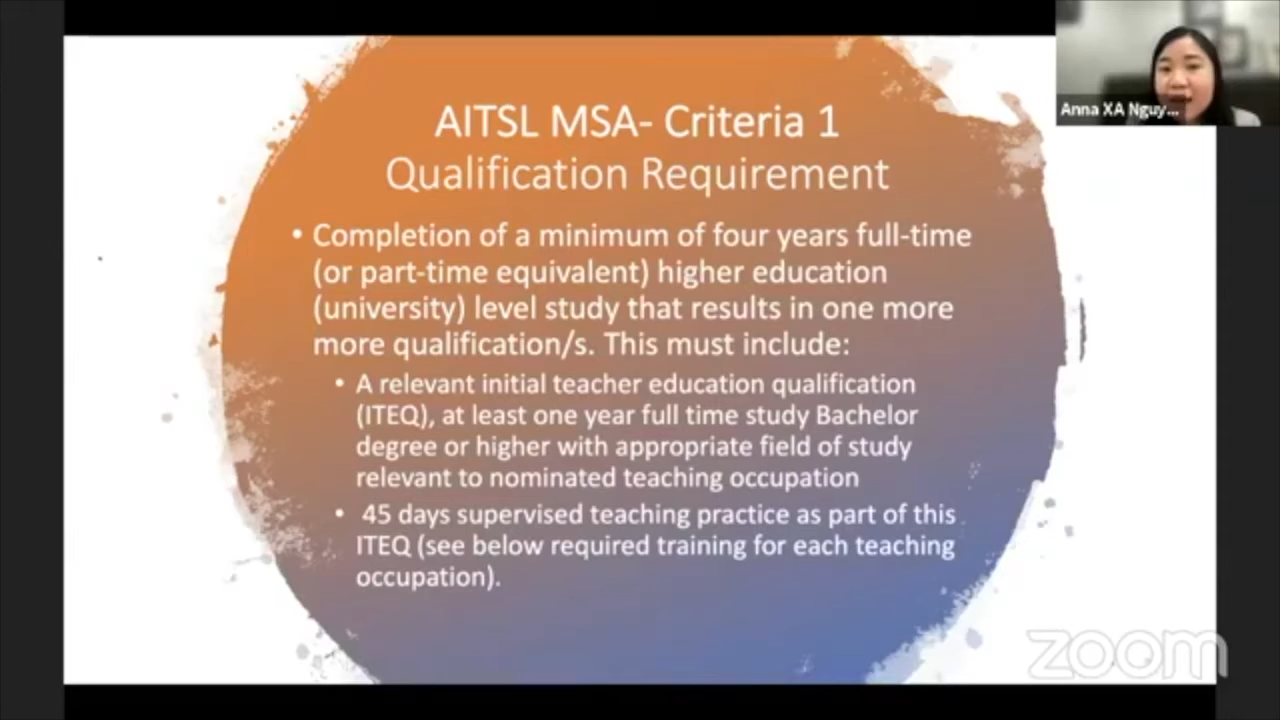 AITSL MSA- Criteria 1
Qualification Requirement
• Completion of a minimum of four years full-time
(or part-time equivalent) higher education
(university) level study that results in one more
more qualification/s. This must include:
• A relevant initial teacher education qualification
(ITEQ), at least one year full time study Bachelor
degree or higher with appropriate field of study
relevant to nominated teaching occupation
• 45 days supervised teaching practice as part of this
ITEQ (see below required training for each teaching
occupation).
Anna XA Nguy...
zoom